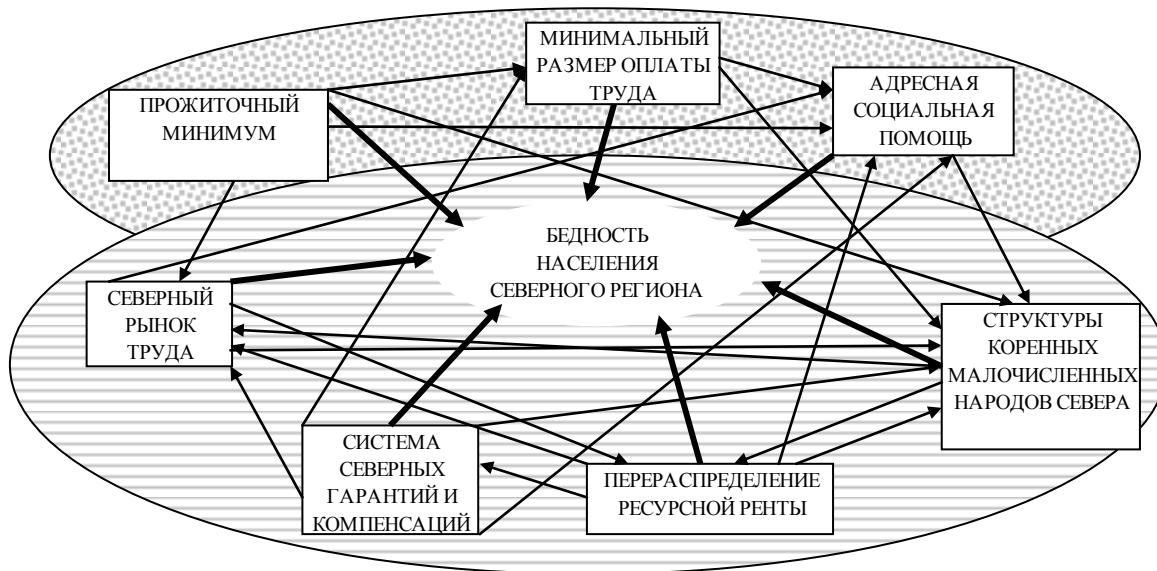 МИНИМАЛЬНЫЙ
РАЗМЕР ОПЛАТЫ
ТРУДА
ПРОЖИТОЧНЫЙ
МИНИМУМ
АДРЕСНАЯ
СОЦИАЛЬНАЯ
ПОМОЩЬ
БЕДНОСТЬ
НАСЕЛЕНИЯ
СЕВЕРНОГО РЕГИОНА
СЕВЕРНЫЙ
РЫНОК
ТРУДА
СТРУКТУРЫ
КОРЕННЫХ
МАЛОЧИСЛЕННЫХ
НАРОДОВ СЕВЕРА
СИСТЕМА
СЕВЕРНЫХ
ГАРАНТИЙ И
КОМПЕНСАЦИЙ
ПЕРЕРАСПРЕДЕЛЕНИЕ
РЕСУРСНОЙ РЕНТЫ